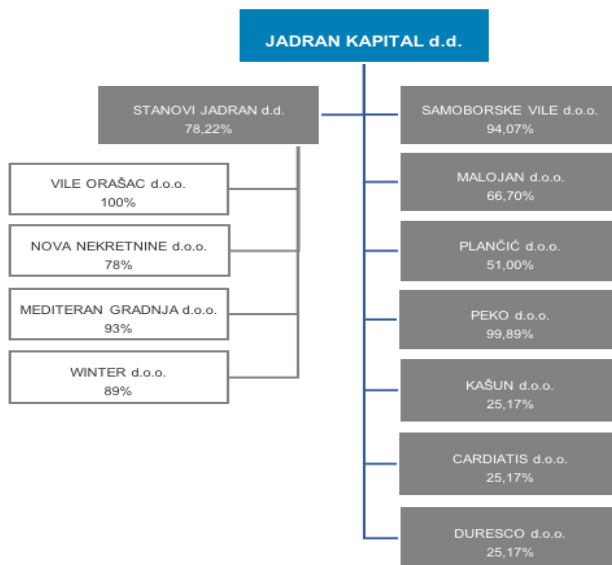 JADRAN KAPITAL d.d.
STANOVI JADRAN d.d.
78,22%
VILE ORAŠAC d.o.o.
100%
NOVA NEKRETNINE d.o.o.
78%
MEDITERAN GRADNJA d.o.o.
93%
WINTER d.o.o.
89%
SAMOBORSKE VILE d.o.o.
94,07%
MALOJAN d.o.o.
66,70%
PLANČIĆ d.o.o.
51,00%
PEKO d.o.o.
99,89%
KAŠUN d.o.o.
25,17%
CARDIATIS d.o.o.
25,17%
DURESCO d.o.o.
25,17%